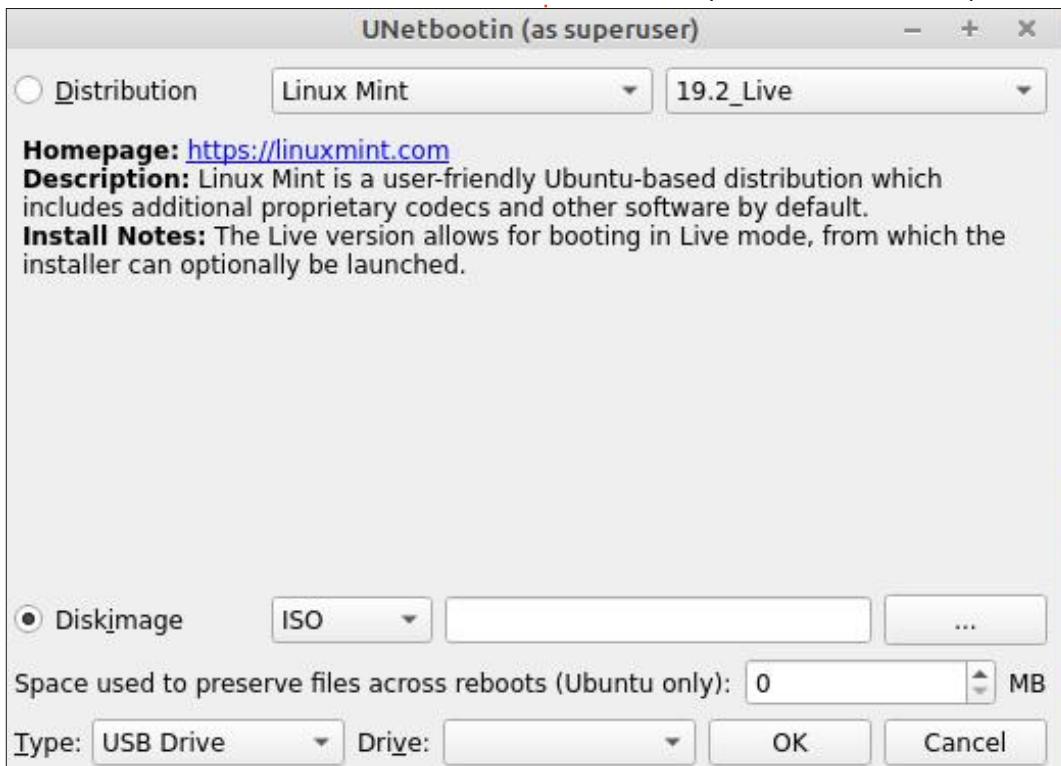 UNetbootin (as superuser)
Distribution Linux Mint 19.2_Live
Homepage: https://linuxmint.com
Description: Linux Mint is a user-friendly Ubuntu-based distribution which
includes additional proprietary codecs and other software by default.
Install Notes: The Live version allows for booting in Live mode, from which the
installer can optionally be launched.
Diskimage ISO ...
Space used to preserve files across reboots (Ubuntu only): 0 MB
Type: USB Drive Drive: OK Cancel